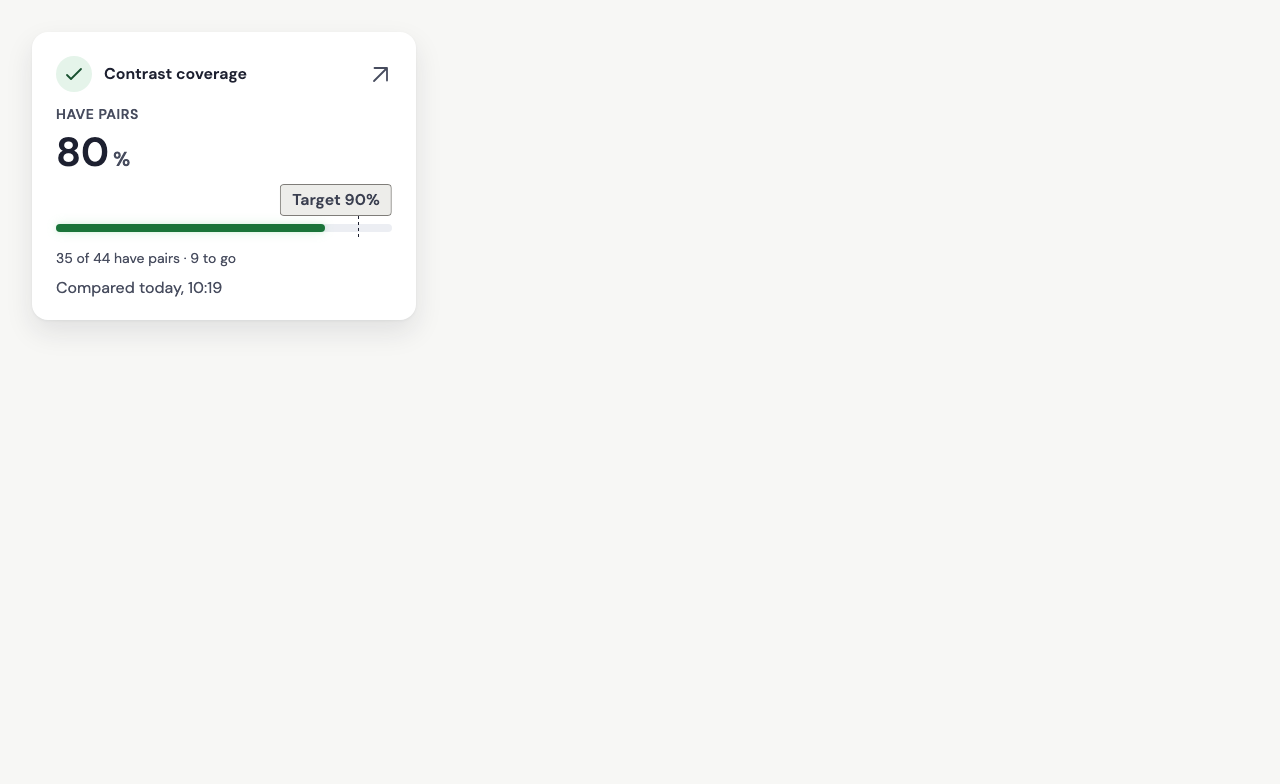 Contrast coverage
HAVE PAIRS
80 %
Target 90%
35 of 44 have pairs · 9 to go
Compared today, 10:19